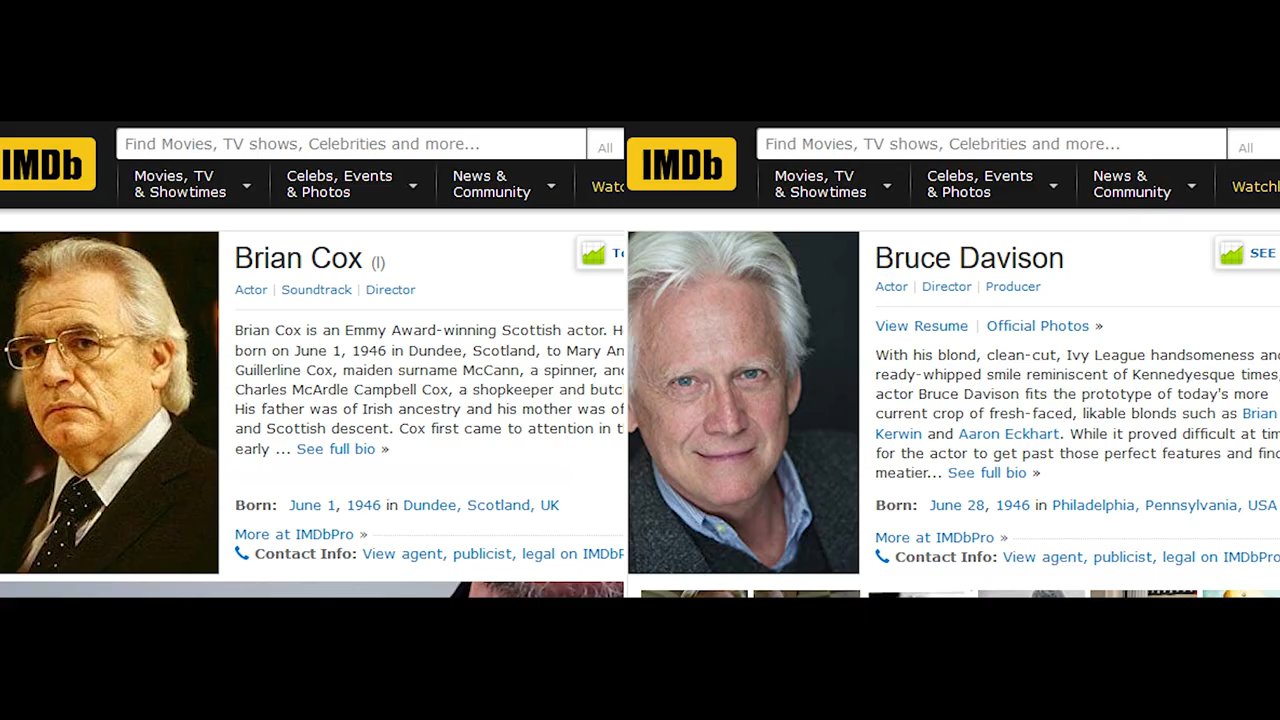 IMDb
Find Movies, TV shows, Celebrities and more...
All
Movies, TV
& Showtimes
Celebs, Events
& Photos
News &
Community
Brian Cox (I)
Actor | Soundtrack | Director
Brian Cox is an Emmy Award-winning Scottish actor. H
born on June 1, 1946 in Dundee, Scotland, to Mary An
Guillerline Cox, maiden surname McCann, a spinner, an
Charles McArdle Campbell Cox, a shopkeeper and butc
His father was of Irish ancestry and his mother was of
and Scottish descent. Cox first came to attention in t
early ... See full bio »
Born: June 1, 1946 in Dundee, Scotland, UK
More at IMDbPro »
Contact Info: View agent, publicist, legal on IMDbP
IMDb
Find Movies, TV shows, Celebrities and more...
All
Movies, TV
& Showtimes
Celebs, Events
& Photos
News &
Community
Watchl
Bruce Davison
SEE
Actor | Director | Producer
View Resume | Official Photos »
With his blond, clean-cut, Ivy League handsomeness and
ready-whipped smile reminiscent of Kennedyesque times,
actor Bruce Davison fits the prototype of today's more
current crop of fresh-faced, likable blonds such as Brian
Kerwin and Aaron Eckhart. While it proved difficult at tim
for the actor to get past those perfect features and find
meatier... See full bio »
Born: June 28, 1946 in Philadelphia, Pennsylvania, USA
More at IMDbPro »
Contact Info: View agent, publicist, legal on IMDbPro